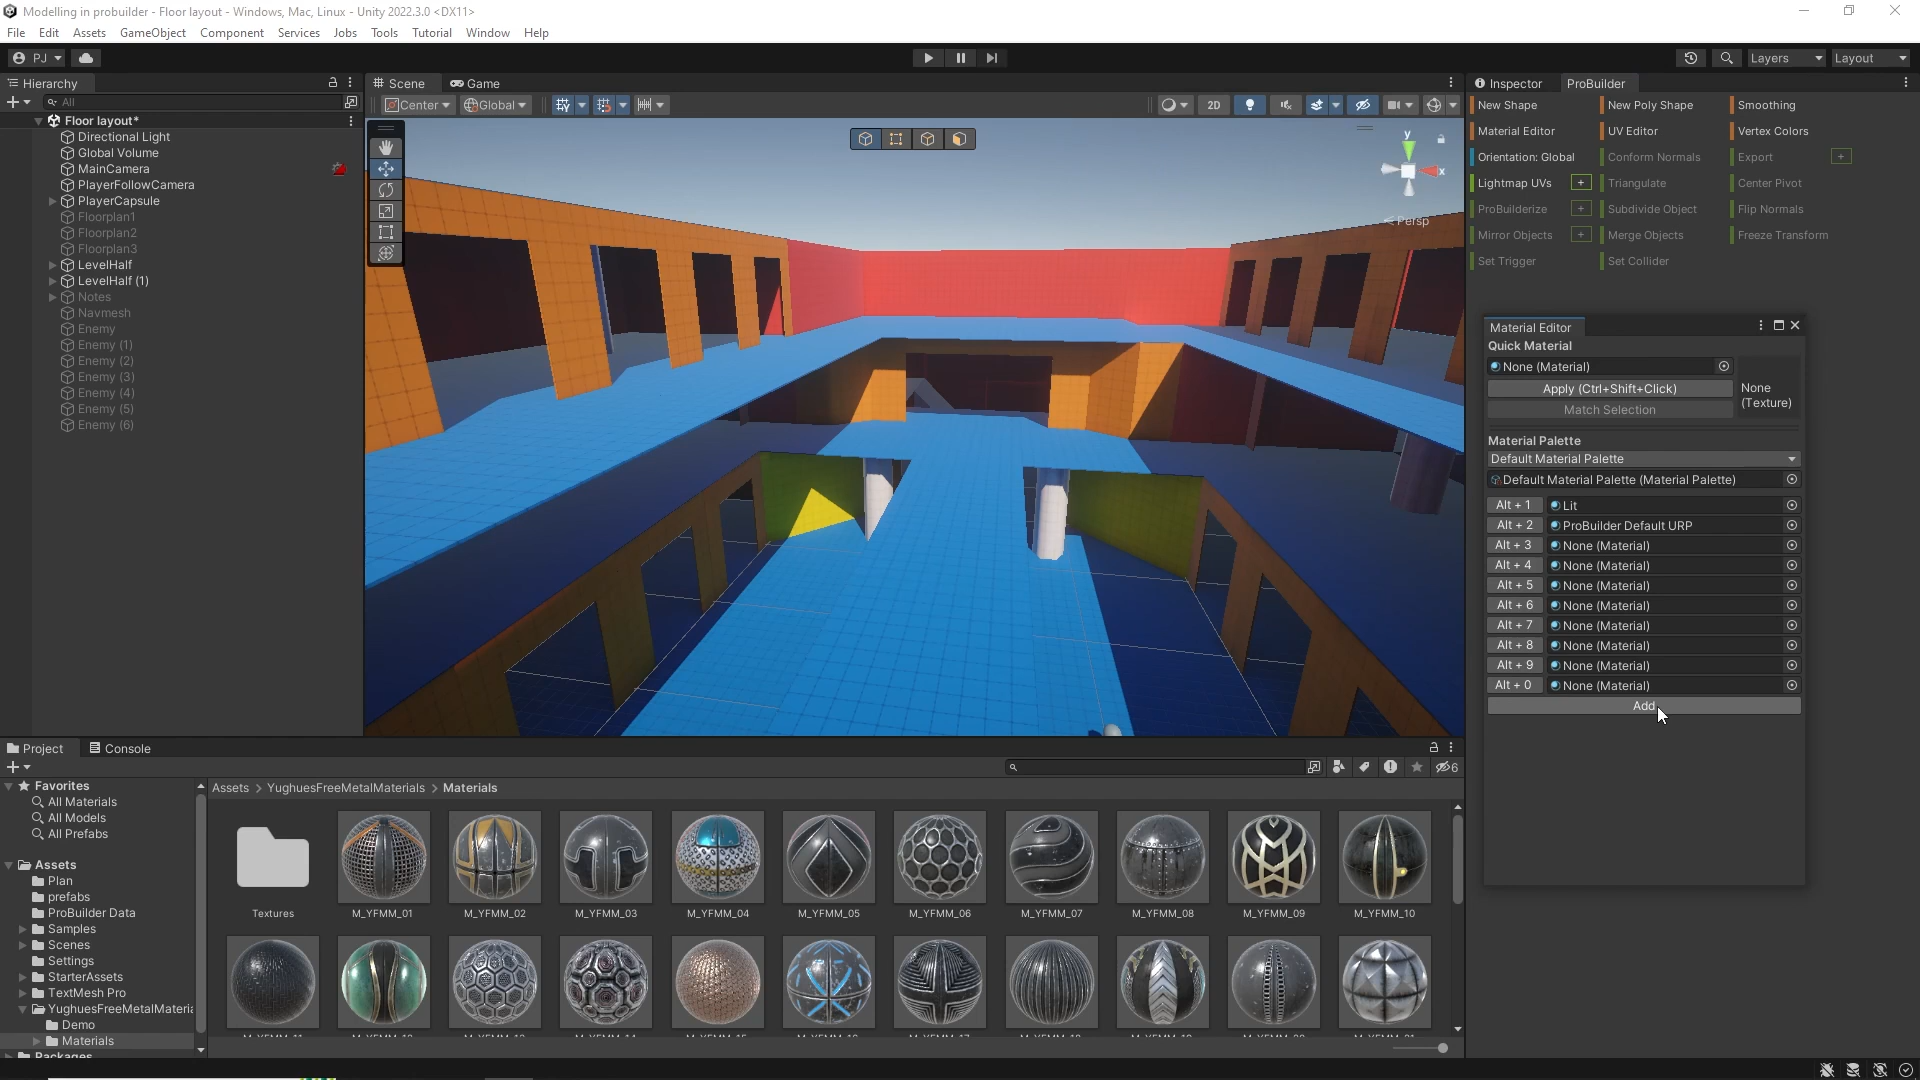 Modelling in probuilder - Floor layout - Windows, Mac, Linux - Unity 2022.3.0 <DX11>
File Edit Assets GameObject Component Services Jobs Tools Tutorial Window Help
PJ
Layers
Layout
Hierarchy
All
Floor layout*
Directional Light
Global Volume
MainCamera
PlayerFollowCamera
PlayerCapsule
Floorplan1
Floorplan2
Floorplan3
LevelHalf
LevelHalf (1)
Notes
Navmesh
Enemy
Enemy (1)
Enemy (2)
Enemy (3)
Enemy (4)
Enemy (5)
Enemy (6)
Scene Game
Center Global
2D
y
x
< Persp
Inspector ProBuilder
New Shape New Poly Shape Smoothing
Material Editor UV Editor Vertex Colors
Orientation: Global Conform Normals Export +
Lightmap UVs + Triangulate Center Pivot
ProBuilderize + Subdivide Object Flip Normals
Mirror Objects + Merge Objects Freeze Transform
Set Trigger Set Collider
Material Editor
Quick Material
None (Material)
Apply (Ctrl+Shift+Click)
Match Selection
None
(Texture)
Material Palette
Default Material Palette
Default Material Palette (Material Palette)
Alt + 1 Lit
Alt + 2 ProBuilder Default URP
Alt + 3 None (Material)
Alt + 4 None (Material)
Alt + 5 None (Material)
Alt + 6 None (Material)
Alt + 7 None (Material)
Alt + 8 None (Material)
Alt + 9 None (Material)
Alt + 0 None (Material)
Add
Project Console
6
Favorites
All Materials
All Models
All Prefabs
Assets
Plan
prefabs
ProBuilder Data
Samples
Scenes
Settings
StarterAssets
TextMesh Pro
YughuesFreeMetalMateria
Demo
Materials
Packages
Assets > YughuesFreeMetalMaterials > Materials
Textures M_YFMM_01 M_YFMM_02 M_YFMM_03 M_YFMM_04 M_YFMM_05 M_YFMM_06 M_YFMM_07 M_YFMM_08 M_YFMM_09 M_YFMM_10